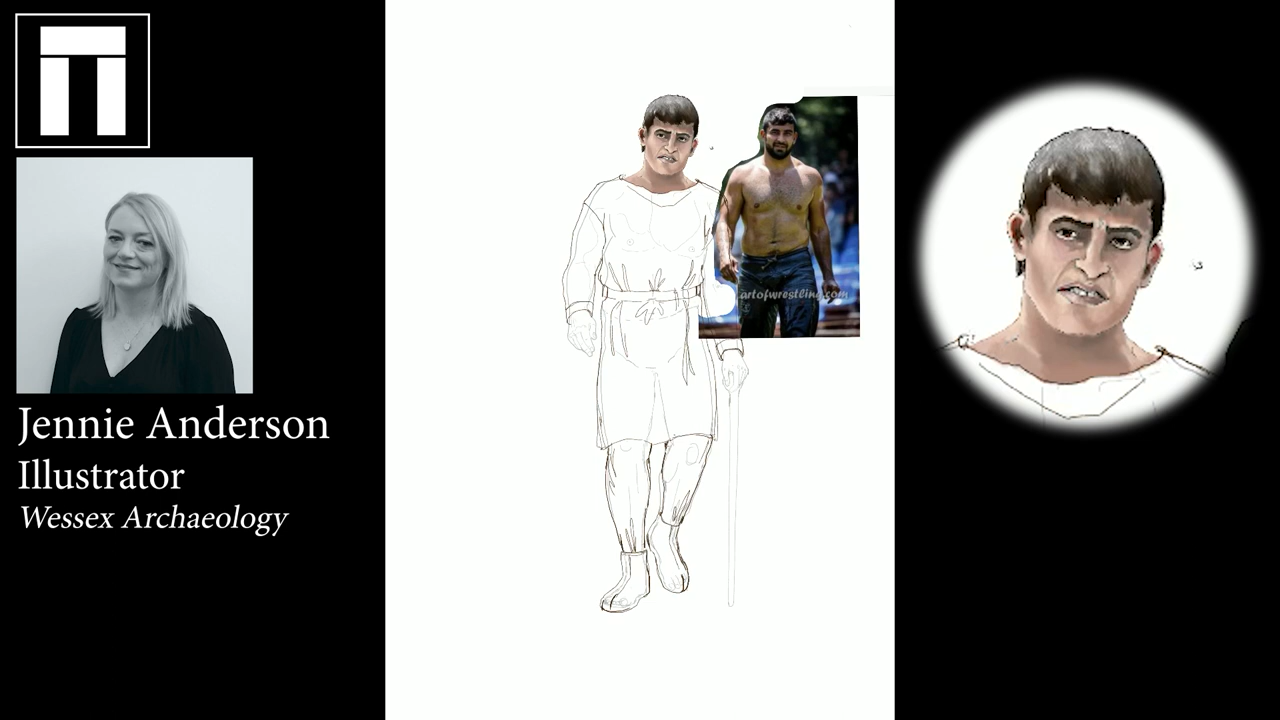 Jennie Anderson
Illustrator
Wessex Archaeology
artofwrestling.com